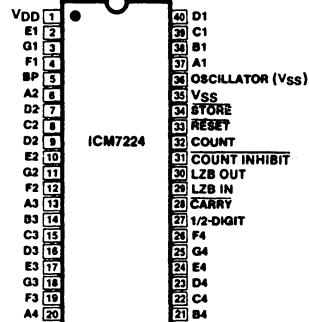 VDD 1 40 D1
E1 2 39 C1
G1 3 38 B1
F1 4 37 A1
BP 5 36 OSCILLATOR (VSS)
A2 6 35 VSS
D2 7 34 STORE
C2 8 33 RESET
D2 9 32 COUNT
ICM7224
E2 10 31 COUNT INHIBIT
G2 11 30 LZB OUT
F2 12 29 LZB IN
A3 13 28 CARRY
B3 14 27 1/2-DIGIT
C3 15 26 F4
D3 16 25 G4
E3 17 24 E4
G3 18 23 D4
F3 19 22 C4
A4 20 21 B4